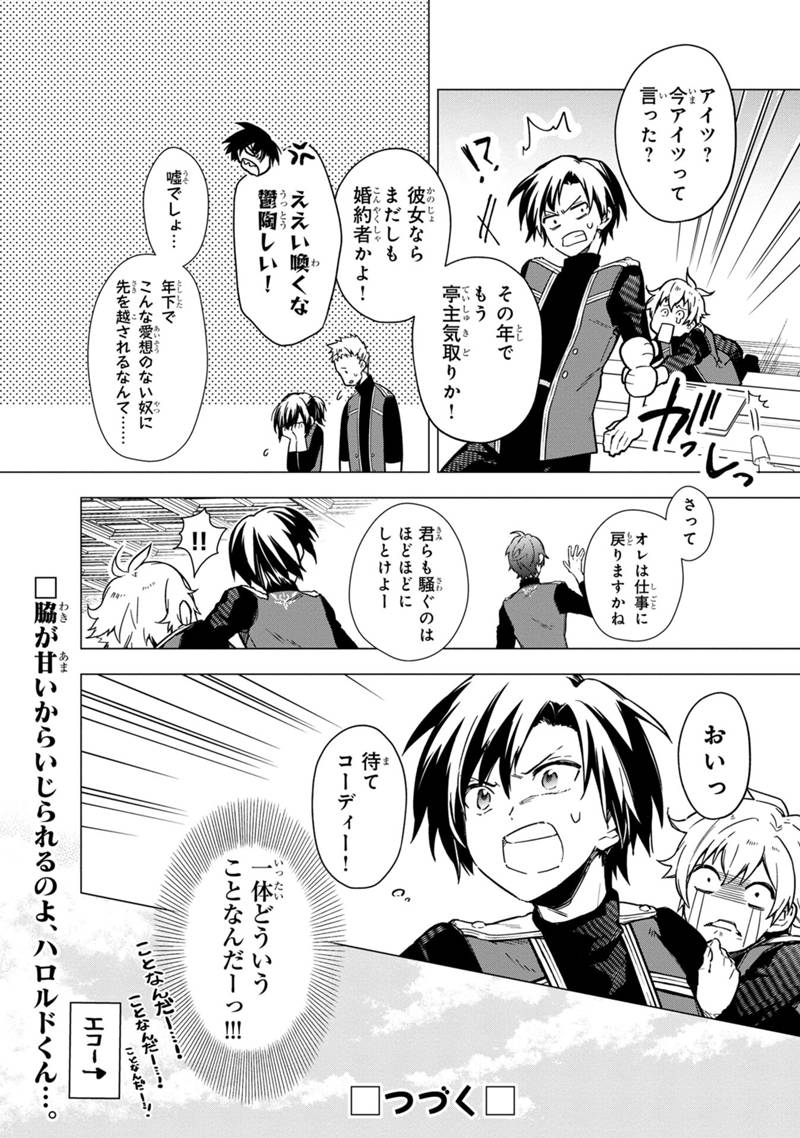 アイツ？
今アイツって
言った？
!?
その年で
もう
亭主気取りか！
ガシッ
彼女なら
まだしも
婚約者かよ！
ええい喚くな
鬱陶しい！
嘘でしょ…
年下で
こんな愛想のない奴に
先を越されるなんて……
さって
オレは仕事に
戻りますかね
君らも騒ぐのは
ほどほどに
しとけよー
!!
おいっ
待て
コーディー！
一体どういう
ことなんだーっ!!!
ことなんだー…！
ことなんだー…！
ことなんだー！
エコー→
□つづく□
□脇が甘いからいじられるのよ、ハロルドくん…。